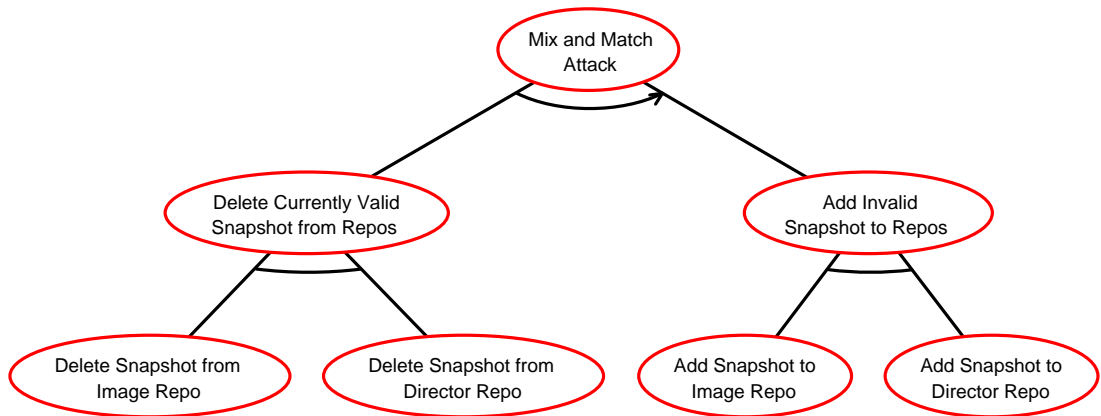 Mix and Match
Attack
Delete Currently Valid
Snapshot from Repos
Add Invalid
Snapshot to Repos
Delete Snapshot from
Image Repo
Delete Snapshot from
Director Repo
Add Snapshot to
Image Repo
Add Snapshot to
Director Repo